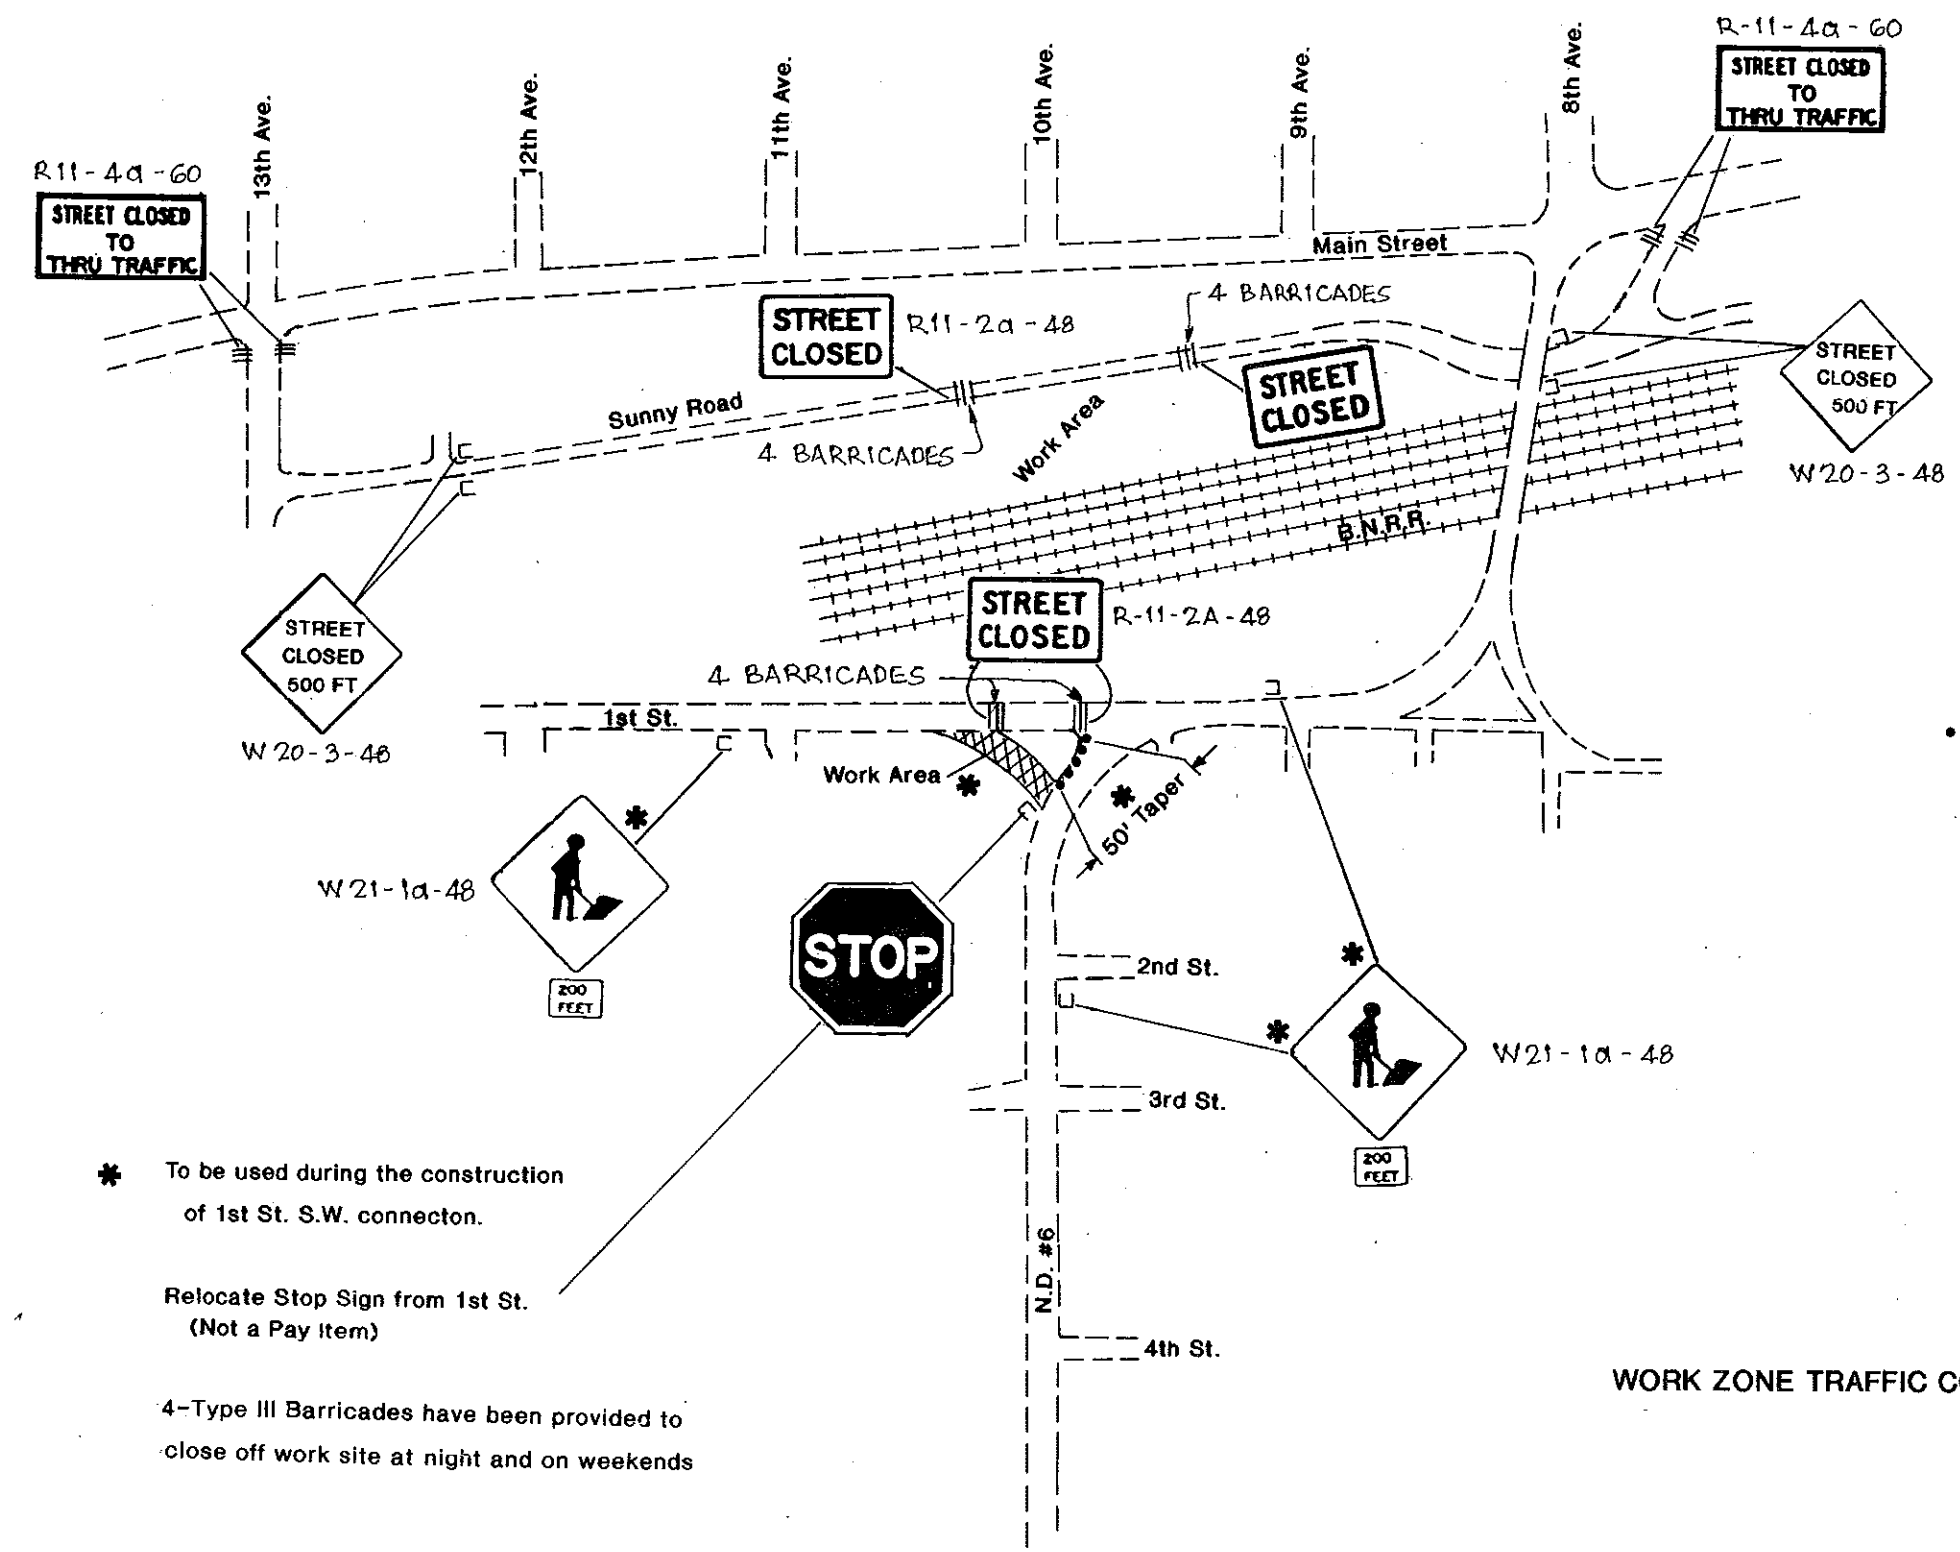 R-11-4a-60
STREET CLOSED
TO
THRU TRAFFIC
8th Ave.
9th Ave.
10th Ave.
11th Ave.
12th Ave.
13th Ave.
R11-4a-60
STREET CLOSED
TO
THRU TRAFFIC
Main Street
4 BARRICADES
STREET
CLOSED
R11-2a-48
STREET
CLOSED
500 FT
W20-3-48
STREET
CLOSED
Sunny Road
4 BARRICADES
Work Area
B.N.R.R.
STREET
CLOSED
R-11-2A-48
STREET
CLOSED
500 FT
W20-3-48
4 BARRICADES
1st St.
Work Area
*
*
50' Taper
*
W21-1a-48
200
FEET
STOP
2nd St.
*
*
W21-1a-48
200
FEET
3rd St.
* To be used during the construction
of 1st St. S.W. connecton.
N.D. #6
Relocate Stop Sign from 1st St.
(Not a Pay Item)
4th St.
WORK ZONE TRAFFIC
4-Type III Barricades have been provided to
close off work site at night and on weekends